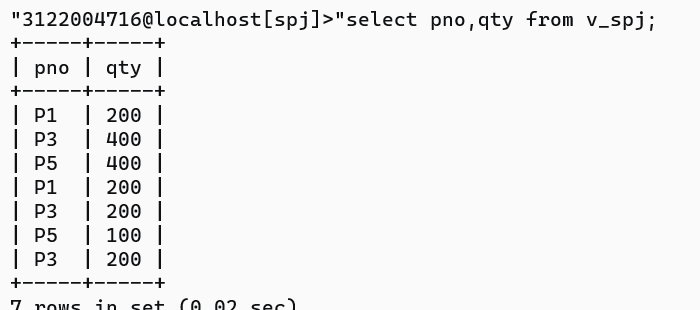 "3122004716@localhost[spj]>"select pno,qty from v_spj;
+-----+-----+
| pno | qty |
+-----+-----+
| P1  | 200 |
| P3  | 400 |
| P5  | 400 |
| P1  | 200 |
| P3  | 200 |
| P5  | 100 |
| P3  | 200 |
+-----+-----+
7 rows in set (0.02 sec)